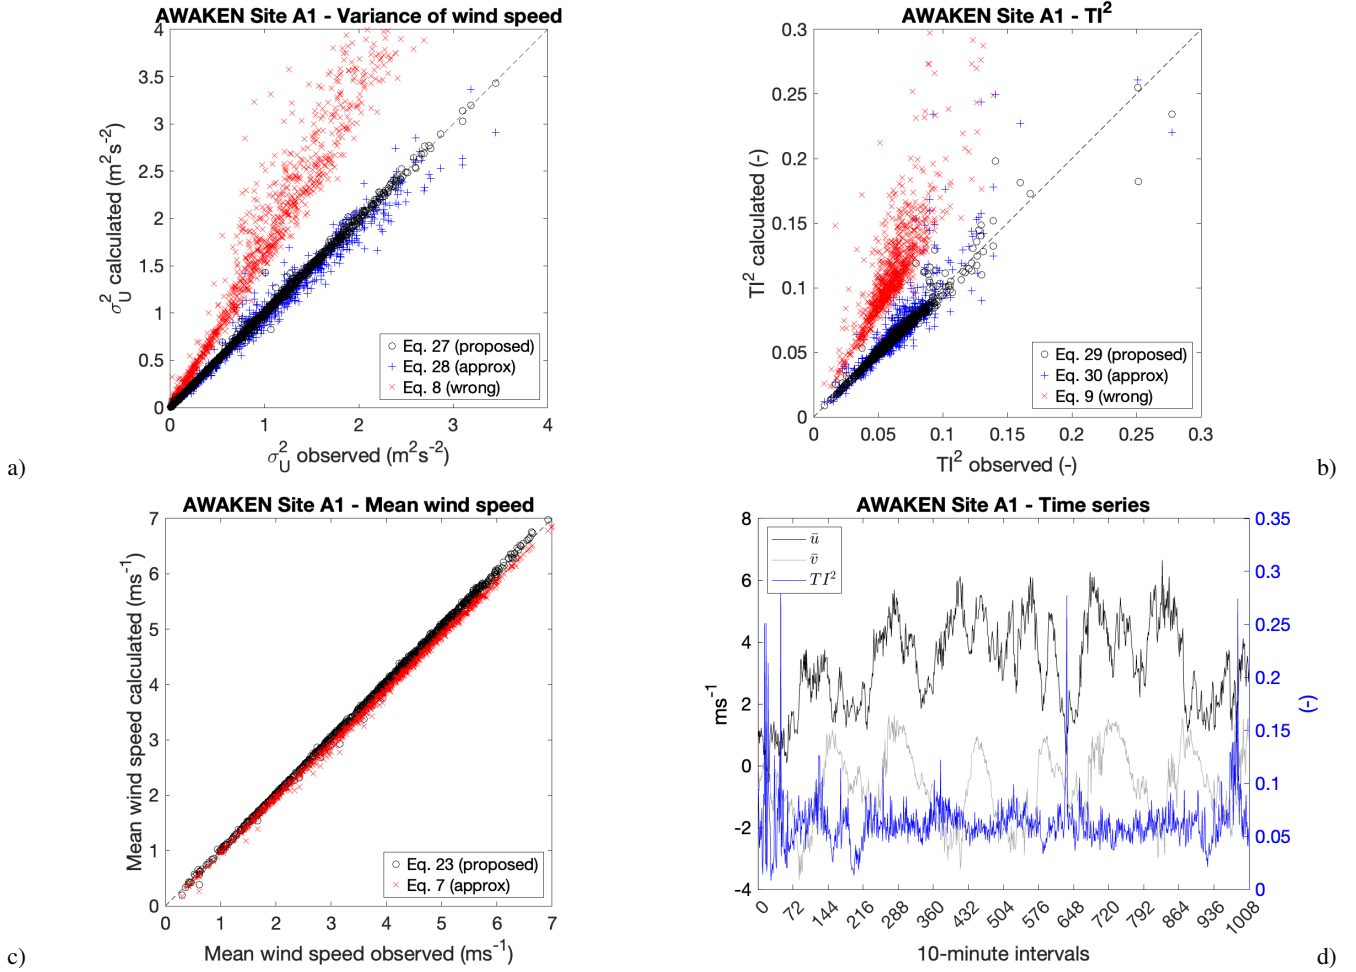 AWAKEN Site A1 - Variance of wind speed
4
3.5
3
2.5
2
1.5
1
0.5
0
σ²U calculated (m²s⁻²)
Eq. 27 (proposed)
Eq. 28 (approx)
Eq. 8 (wrong)
0 1 2 3 4
σ²U observed (m²s⁻²)
a)
AWAKEN Site A1 - TI²
0.3
0.25
0.2
0.15
0.1
0.05
0
TI² calculated (-)
Eq. 29 (proposed)
Eq. 30 (approx)
Eq. 9 (wrong)
0 0.05 0.1 0.15 0.2 0.25 0.3
TI² observed (-)
b)
AWAKEN Site A1 - Mean wind speed
7
6
5
4
3
2
1
0
Mean wind speed calculated (ms⁻¹)
Eq. 23 (proposed)
Eq. 7 (approx)
0 1 2 3 4 5 6 7
Mean wind speed observed (ms⁻¹)
c)
AWAKEN Site A1 - Time series
8
6
4
2
0
-2
-4
ms⁻¹
ū
v̄
TI²
0.35
0.3
0.25
0.2
0.15
0.1
0.05
0
(-)
0 72 144 216 288 360 432 504 576 648 720 792 864 936 1008
10-minute intervals
d)